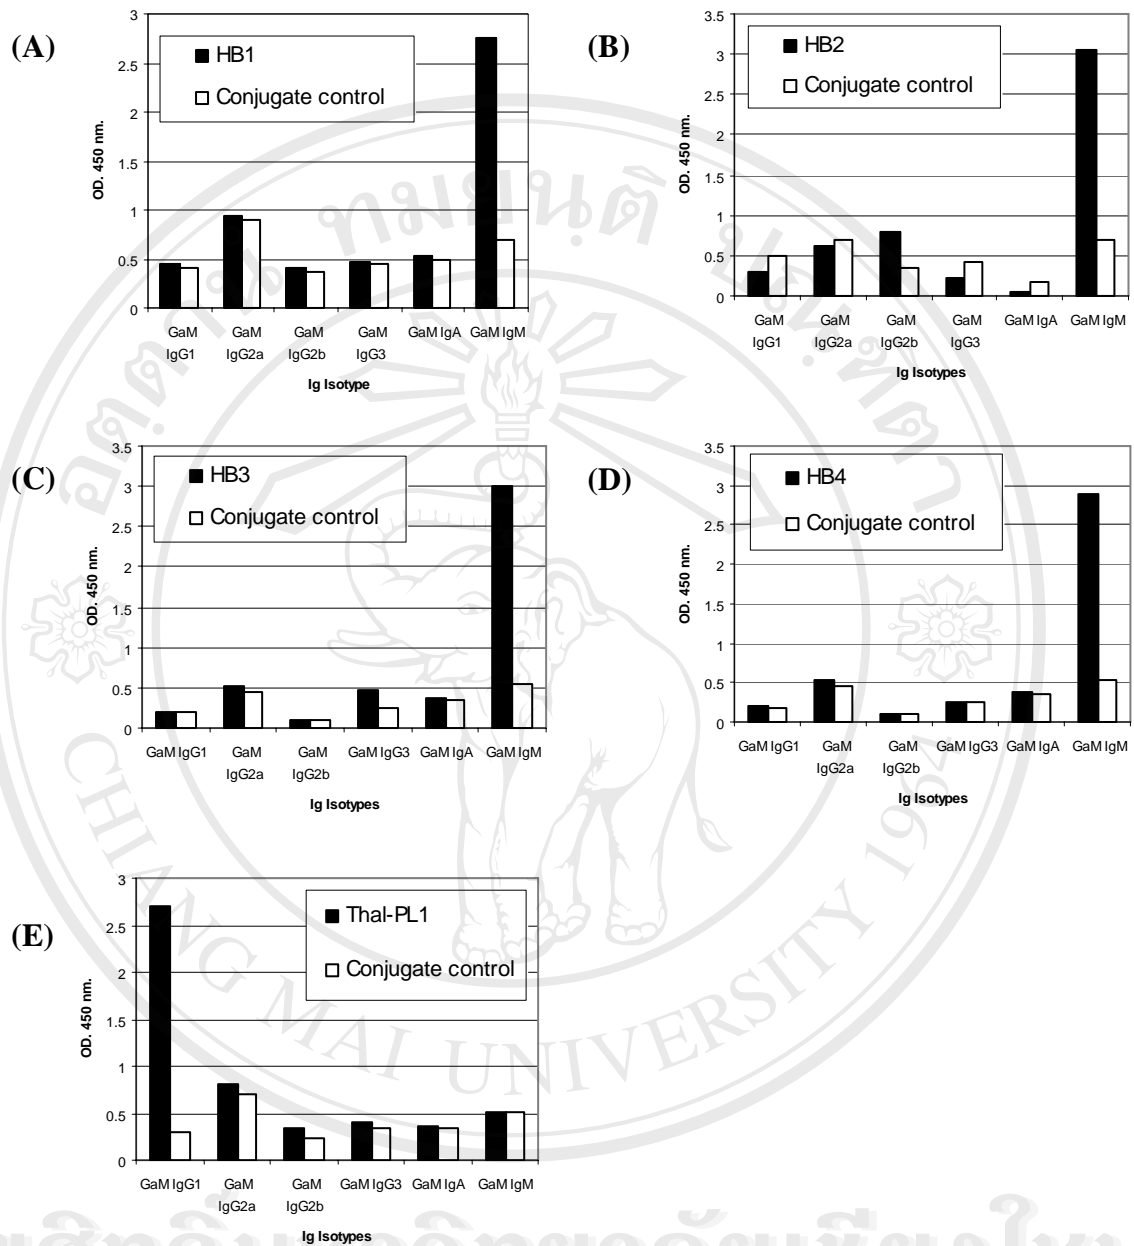 (A)
HB1
Conjugate control
3
2.5
2
1.5
1
0.5
0
OD. 450 nm.
GaM IgG1
GaM IgG2a
GaM IgG2b
GaM IgG3
GaM IgA
GaM IgM
Ig Isotype
(B)
HB2
Conjugate control
3.5
3
2.5
2
1.5
1
0.5
0
OD. 450 nm.
GaM IgG1
GaM IgG2a
GaM IgG2b
GaM IgG3
GaM IgA
GaM IgM
Ig Isotypes
(C)
HB3
Conjugate control
3.5
3
2.5
2
1.5
1
0.5
0
OD. 450 nm.
GaM IgG1
GaM IgG2a
GaM IgG2b
GaM IgG3
GaM IgA
GaM IgM
Ig Isotypes
(D)
HB4
Conjugate control
3.5
3
2.5
2
1.5
1
0.5
0
OD. 450 nm.
GaM IgG1
GaM IgG2a
GaM IgG2b
GaM IgG3
GaM IgA
GaM IgM
Ig Isotypes
(E)
Thal-PL1
Conjugate control
3
2.5
2
1.5
1
0.5
0
OD. 450 nm.
GaM IgG1
GaM IgG2a
GaM IgG2b
GaM IgG3
GaM IgA
GaM IgM
Ig Isotypes
CHIANG MAI UNIVERSITY 1964